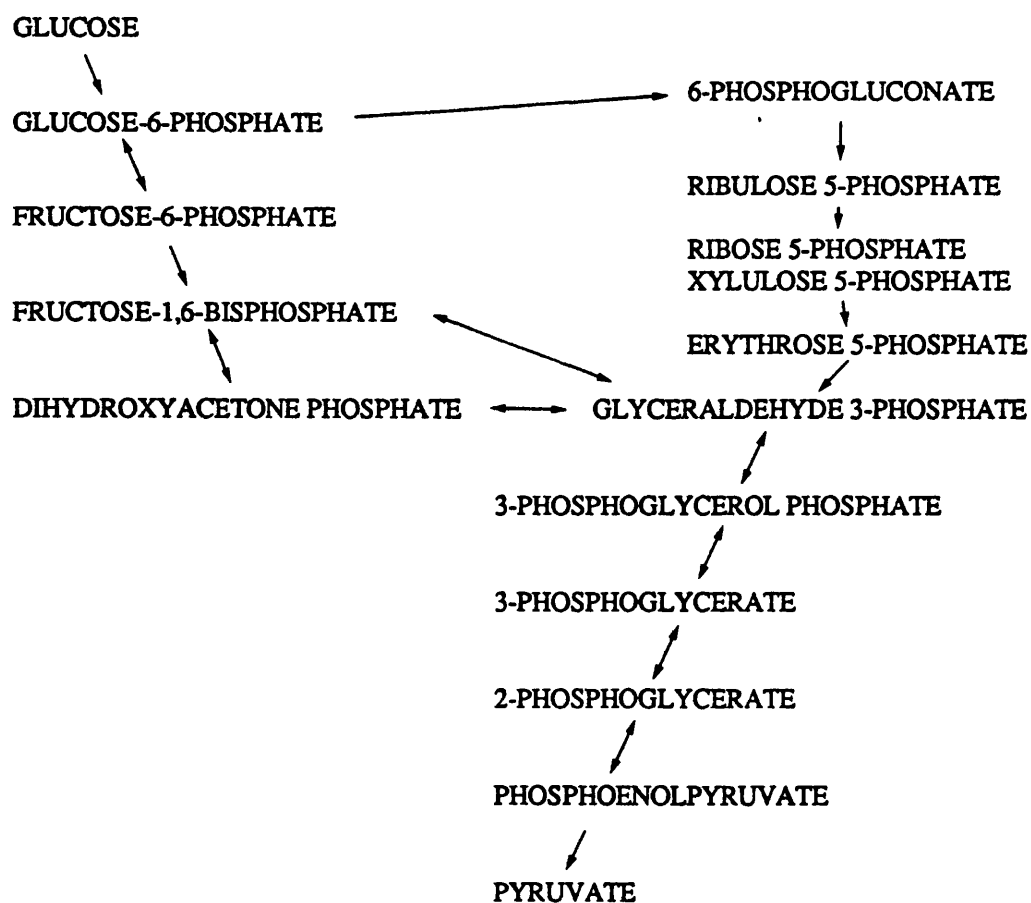 GLUCOSE
GLUCOSE-6-PHOSPHATE
6-PHOSPHOGLUCONATE
FRUCTOSE-6-PHOSPHATE
RIBULOSE 5-PHOSPHATE
RIBOSE 5-PHOSPHATE
XYLULOSE 5-PHOSPHATE
FRUCTOSE-1,6-BISPHOSPHATE
ERYTHROSE 5-PHOSPHATE
DIHYDROXYACETONE PHOSPHATE
GLYCERALDEHYDE 3-PHOSPHATE
3-PHOSPHOGLYCEROL PHOSPHATE
3-PHOSPHOGLYCERATE
2-PHOSPHOGLYCERATE
PHOSPHOENOLPYRUVATE
PYRUVATE